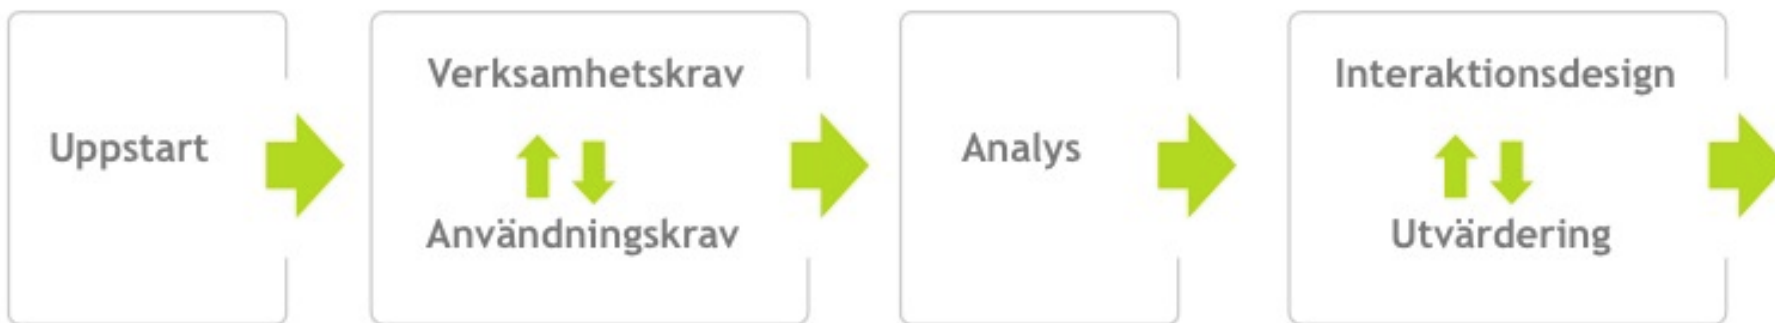 Uppstart
Verksamhetskrav
Användningskrav
Analys
Interaktionsdesign
Utvärdering